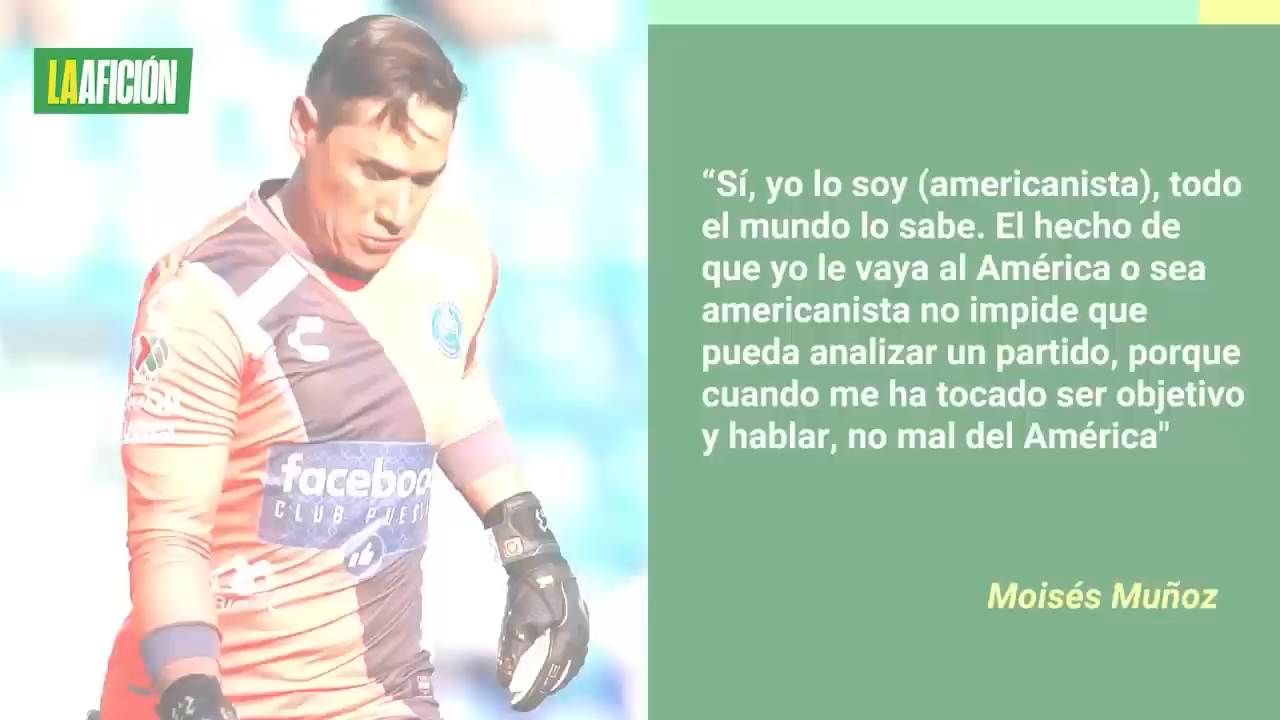 LAAFICIÓN
“Sí, yo lo soy (americanista), todo
el mundo lo sabe. El hecho de
que yo le vaya al América o sea
americanista no impide que
pueda analizar un partido, porque
cuando me ha tocado ser objetivo
y hablar, no mal del América"
Moisés Muñoz
faceboo
CLUB PUE